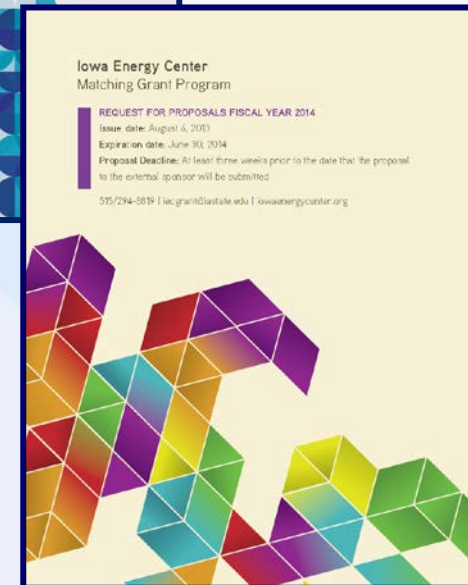 Iowa Energy Center
Matching Grant Program
REQUEST FOR PROPOSALS FISCAL YEAR 2014
Issue date: August 6, 2013
Expiration date: June 30, 2014
Proposal Deadline: At least three weeks prior to the date that the proposal
to the external sponsor will be submitted
515/294-8819 | iecgrant@iastate.edu | iowaenergycenter.org